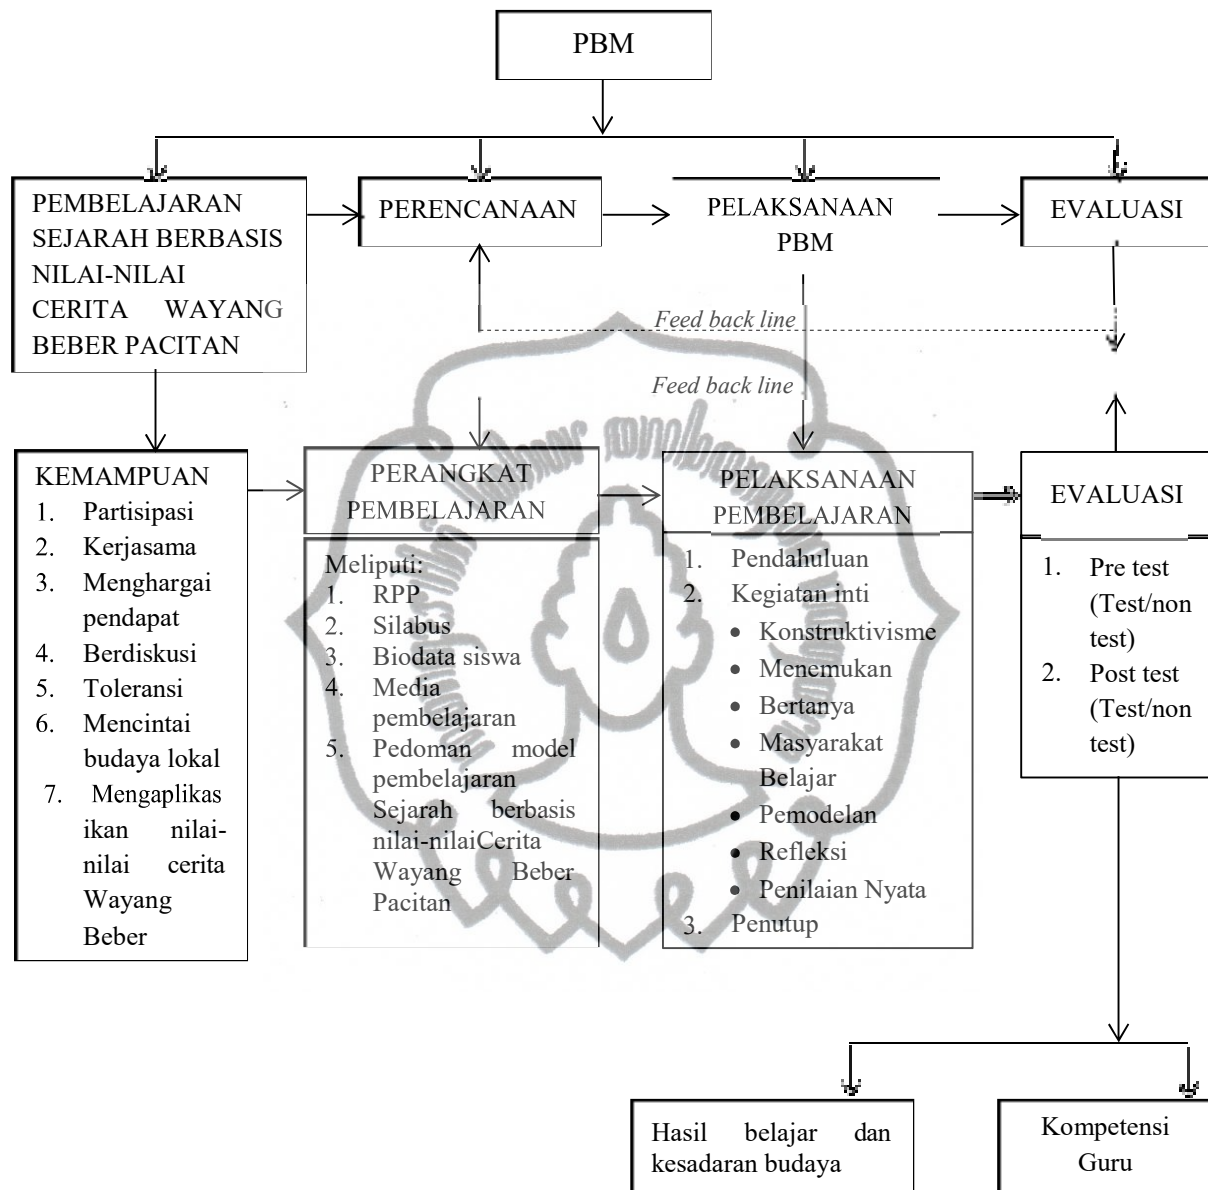 PBM
PEMBELAJARAN
SEJARAH BERBASIS
NILAI-NILAI
CERITA WAYANG
BEBER PACITAN
PERENCANAAN
PELAKSANAAN
PBM
EVALUASI
Feed back line
Feed back line
KEMAMPUAN
1. Partisipasi
2. Kerjasama
3. Menghargai
pendapat
4. Berdiskusi
5. Toleransi
6. Mencintai
budaya lokal
7. Mengaplikas
ikan nilai-
nilai cerita
Wayang
Beber
PERANGKAT
PEMBELAJARAN
Meliputi:
1. RPP
2. Silabus
3. Biodata siswa
4. Media
pembelajaran
5. Pedoman model
pembelajaran
Sejarah berbasis
nilai-nilaiCerita
Wayang Beber
Pacitan
PELAKSANAAN
PEMBELAJARAN
1. Pendahuluan
2. Kegiatan inti
• Konstruktivisme
• Menemukan
• Bertanya
• Masyarakat
Belajar
• Pemodelan
• Refleksi
• Penilaian Nyata
3. Penutup
EVALUASI
1. Pre test
(Test/non
test)
2. Post test
(Test/non
test)
Hasil belajar dan
kesadaran budaya
Kompetensi
Guru